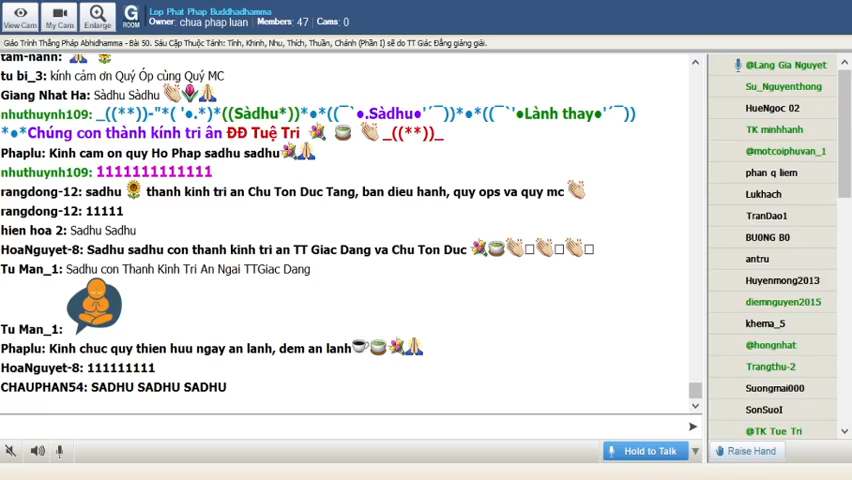 Lop Phat Phap Buddhadhamma
Owner: chua phap luan Members: 47 Cams: 0
View Cam My Cam Enlarge G ROOM
Giáo Trình Thắng Pháp Abhidhamma - Bài 50. Sáu Cặp Thuộc Tánh: Tịnh, Khinh, Nhu, Thích, Thuần, Chánh (Phần I) sẽ do TT Giác Đẳng giảng giải.
tam-hanh:
tu bi_3: kính cảm ơn Quý Óp cùng Quý MC
Giang Nhat Ha: Sàdhu Sàdhu
nhuthuynh109: _((**))-"*( '●.*)●((Sàdhu*))●*●((¯`●.Sàdhu●'´¯))●*●((¯`'●Lành thay●'´¯))
*●*Chúng con thành kính tri ân ĐĐ Tuệ Tri _((**))_
Phaplu: Kinh cam on quy Ho Phap sadhu sadhu
nhuthuynh109: 1111111111111
rangdong-12: sadhu thanh kinh tri an Chu Ton Duc Tang, ban dieu hanh, quy ops va quy mc
rangdong-12: 11111
hien hoa 2: Sadhu Sadhu
HoaNguyet-8: Sadhu sadhu con thanh kinh tri an TT Giac Dang va Chu Ton Duc
Tu Man_1: Sadhu con Thanh Kinh Tri An Ngai TTGiac Dang
Tu Man_1:
Phaplu: Kinh chuc quy thien huu ngay an lanh, dem an lanh
HoaNguyet-8: 111111111
CHAUPHAN54: SADHU SADHU SADHU
Hold to Talk
@Lang Gia Nguyet
Su_Nguyenthong
HueNgoc 02
TK minhhanh
@motcoiphuvan_1
phan q liem
Lukhach
TranDao1
BU0NG B0
antru
Huyenmong2013
diemnguyen2015
khema_5
@hongnhat
Trangthu-2
Suongmai000
SonSuoI
@TK Tue Tri
Raise Hand